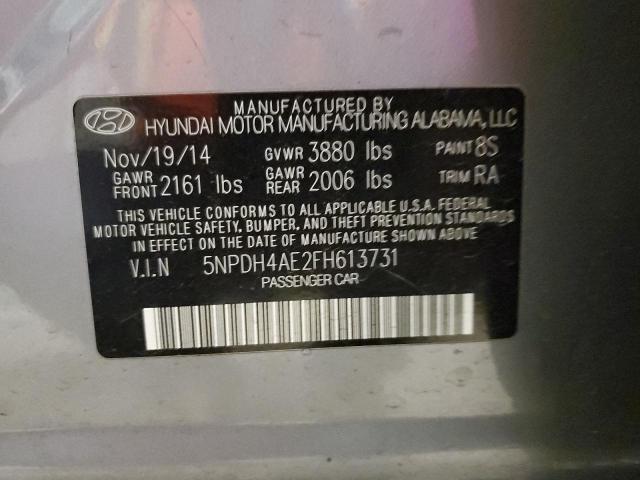 MANUFACTURED BY
HYUNDAI MOTOR MANUFACTURING ALABAMA, LLC
Nov/19/14 GVWR 3880 lbs PAINT 8S
GAWR FRONT 2161 lbs GAWR REAR 2006 lbs TRIM RA
THIS VEHICLE CONFORMS TO ALL APPLICABLE U.S.A. FEDERAL
MOTOR VEHICLE SAFETY, BUMPER, AND THEFT PREVENTION STANDARDS
IN EFFECT ON THE DATE OF MANUFACTURE SHOWN ABOVE
V.I.N 5NPDH4AE2FH613731
PASSENGER CAR